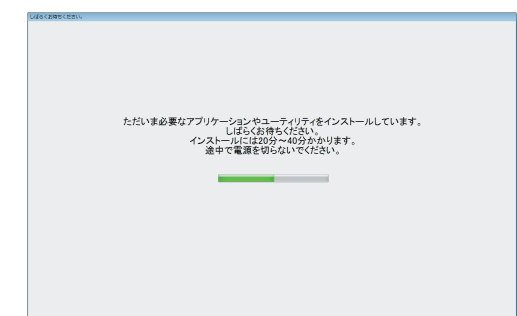 しばらくお待ちください。
ただいま必要なアプリケーションやユーティリティをインストールしています。
しばらくお待ちください。
インストールには20分～40分かかります。
途中で電源を切らないでください。